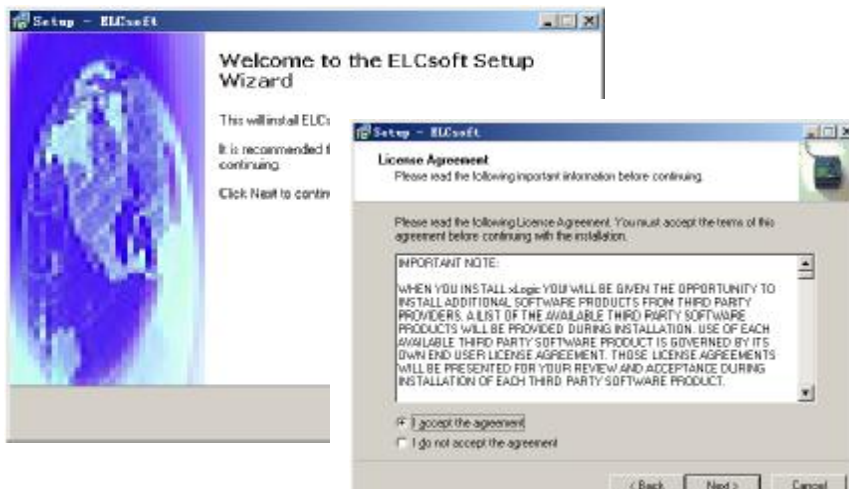 Setup - ELCsoft
Welcome to the ELCsoft Setup
Wizard
This will install ELCs
It is recommended t
continuing.
Click Next to contin
Setup - ELCsoft
License Agreement
Please read the following important information before continuing.
Please read the following License Agreement. You must accept the terms of this
agreement before continuing with the installation.
IMPORTANT NOTE:
WHEN YOU INSTALL xLogic YOU WILL BE GIVEN THE OPPORTUNITY TO
INSTALL ADDITIONAL SOFTWARE PRODUCTS FROM THIRD PARTY
PROVIDERS. A LIST OF THE AVAILABLE THIRD PARTY SOFTWARE
PRODUCTS WILL BE PROVIDED DURING INSTALLATION. USE OF EACH
AVAILABLE THIRD PARTY SOFTWARE PRODUCT IS GOVERNED BY ITS
OWN END USER LICENSE AGREEMENT. THOSE LICENSE AGREEMENTS
WILL BE PRESENTED FOR YOUR REVIEW AND ACCEPTANCE DURING
INSTALLATION OF EACH THIRD PARTY SOFTWARE PRODUCT.
I accept the agreement
I do not accept the agreement
< Back Next > Cancel